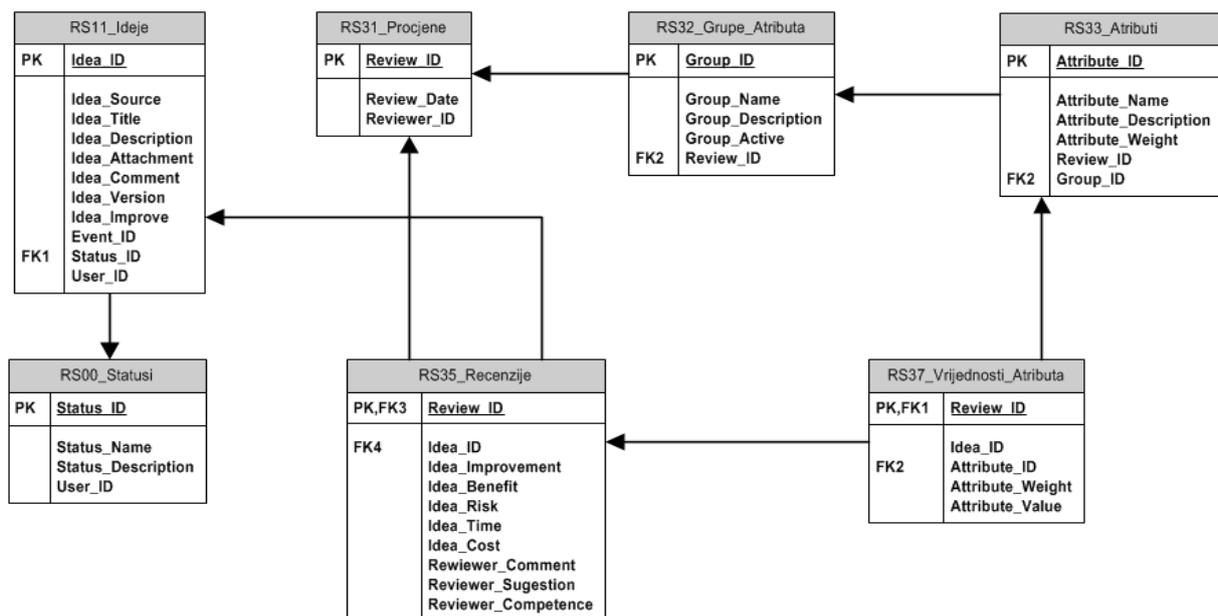 RS11_Ideje
PK Idea_ID
Idea_Source
Idea_Title
Idea_Description
Idea_Attachment
Idea_Comment
Idea_Version
Idea_Improve
Event_ID
FK1 Status_ID
User_ID
RS31_Procjene
PK Review_ID
Review_Date
Reviewer_ID
RS32_Grupe_Atributa
PK Group_ID
Group_Name
Group_Description
Group_Active
FK2 Review_ID
RS33_Atributi
PK Attribute_ID
Attribute_Name
Attribute_Description
Attribute_Weight
Review_ID
FK2 Group_ID
RS00_Statusi
PK Status_ID
Status_Name
Status_Description
User_ID
RS35_Recenzije
PK,FK3 Review_ID
FK4 Idea_ID
Idea_Improvement
Idea_Benefit
Idea_Risk
Idea_Time
Idea_Cost
Rewiewer_Comment
Reviewer_Sugestion
Reviewer_Competence
RS37_Vrijednosti_Atributa
PK,FK1 Review_ID
Idea_ID
FK2 Attribute_ID
Attribute_Weight
Attribute_Value